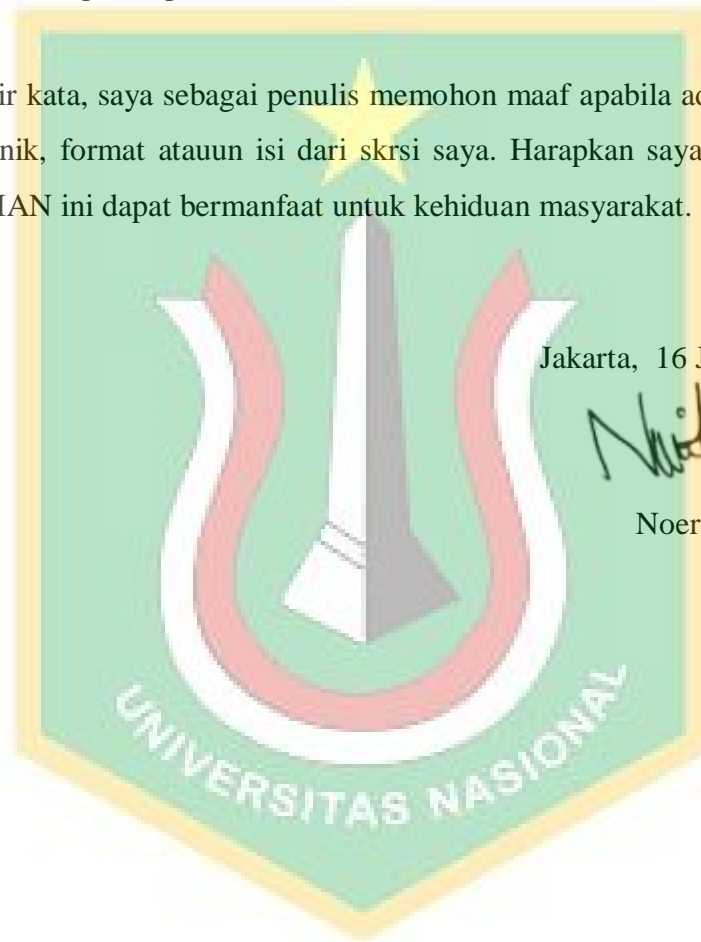 ir kata, saya sebagai penulis memohon maaf apabila ad
nik, format atauun isi dari skrsi saya. Harapkan saya
IAN ini dapat bermanfaat untuk kehiduan masyarakat.
Jakarta, 16 J
Noer
UNIVERSITAS NASIONAL